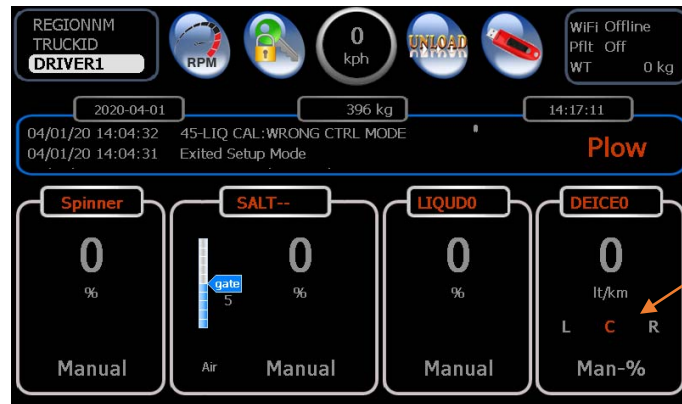 REGIONNM
TRUCKID
DRIVER1
RPM
0
kph
UNLOAD
WiFi Offline
Pflt Off
WT 0 kg
2020-04-01
396 kg
14:17:11
04/01/20 14:04:32 45-LIQ CAL:WRONG CTRL MODE
04/01/20 14:04:31 Exited Setup Mode
Plow
Spinner
0
%
Manual
SALT--
gate
5
0
%
Air
Manual
LIQUD0
0
%
Manual
DEICE0
0
lt/km
L C R
Man-%